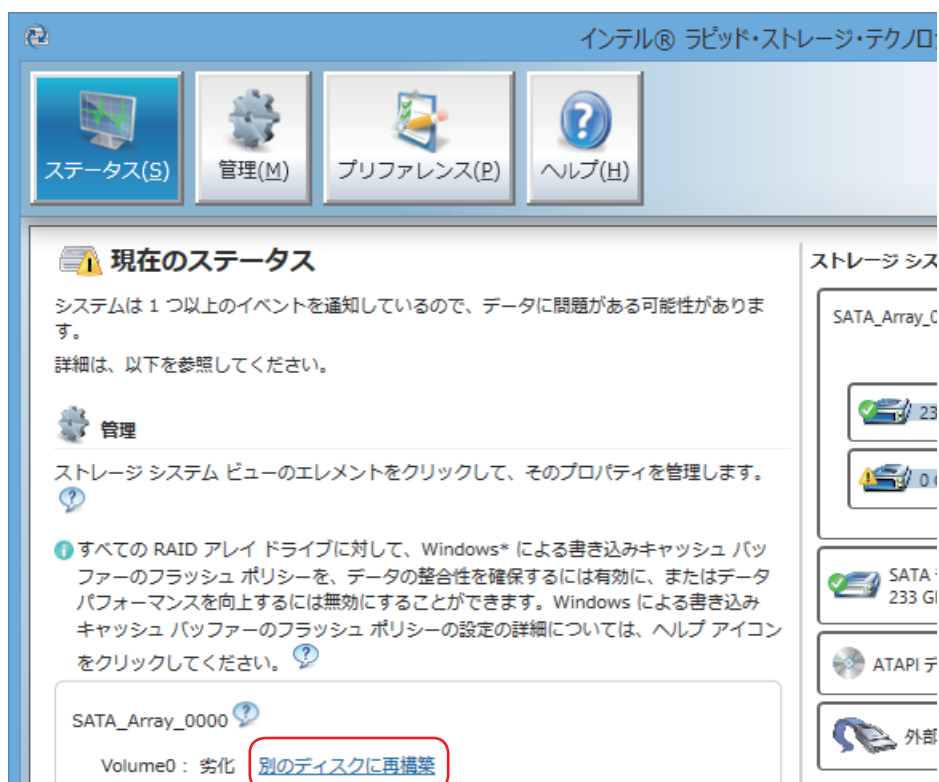 インテル® ラピッド・ストレージ・テクノロ
ステータス(S)
管理(M)
プリファレンス(P)
ヘルプ(H)
現在のステータス
システムは 1 つ以上のイベントを通知しているので、データに問題がある可能性がありま
す。
詳細は、以下を参照してください。
管理
ストレージ システム ビューのエレメントをクリックして、そのプロパティを管理します。
すべての RAID アレイ ドライブに対して、Windows* による書き込みキャッシュ バッ
ファーのフラッシュ ポリシーを、データの整合性を確保するには有効に、またはデータ
パフォーマンスを向上するには無効にすることができます。Windows による書き込み
キャッシュ バッファーのフラッシュ ポリシーの設定の詳細については、ヘルプ アイコン
をクリックしてください。
SATA_Array_0000
Volume0 : 劣化 別のディスクに再構築
ストレージ シス
SATA_Array_0
23
0
SATA
233 G
ATAPI デ
外部